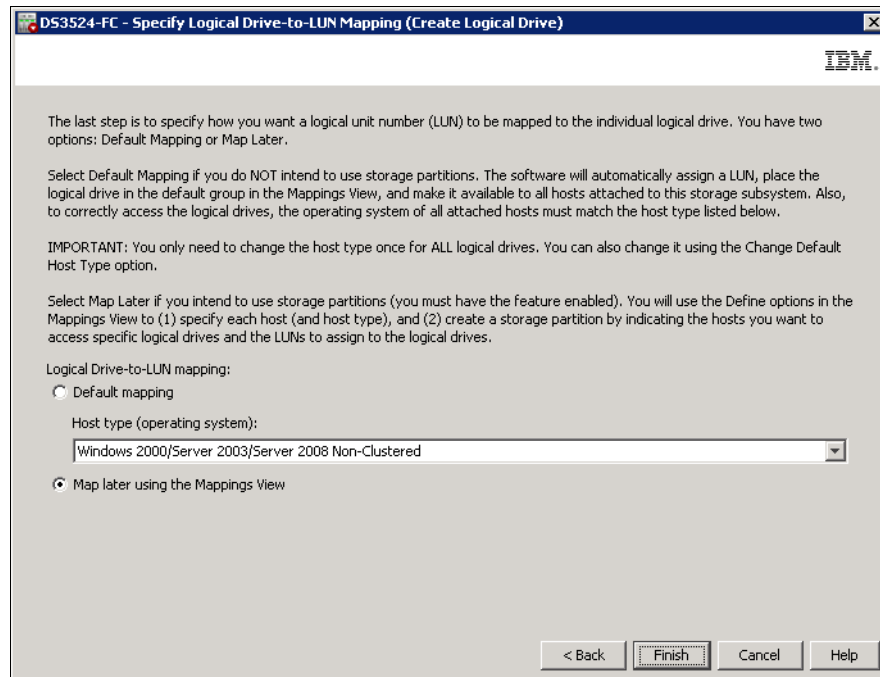 DS3524-FC - Specify Logical Drive-to-LUN Mapping (Create Logical Drive)
IBM.
The last step is to specify how you want a logical unit number (LUN) to be mapped to the individual logical drive. You have two
options: Default Mapping or Map Later.
Select Default Mapping if you do NOT intend to use storage partitions. The software will automatically assign a LUN, place the
logical drive in the default group in the Mappings View, and make it available to all hosts attached to this storage subsystem. Also,
to correctly access the logical drives, the operating system of all attached hosts must match the host type listed below.
IMPORTANT: You only need to change the host type once for ALL logical drives. You can also change it using the Change Default
Host Type option.
Select Map Later if you intend to use storage partitions (you must have the feature enabled). You will use the Define options in the
Mappings View to (1) specify each host (and host type), and (2) create a storage partition by indicating the hosts you want to
access specific logical drives and the LUNs to assign to the logical drives.
Logical Drive-to-LUN mapping:
Default mapping
Host type (operating system):
Windows 2000/Server 2003/Server 2008 Non-Clustered
Map later using the Mappings View
< Back Finish Cancel Help